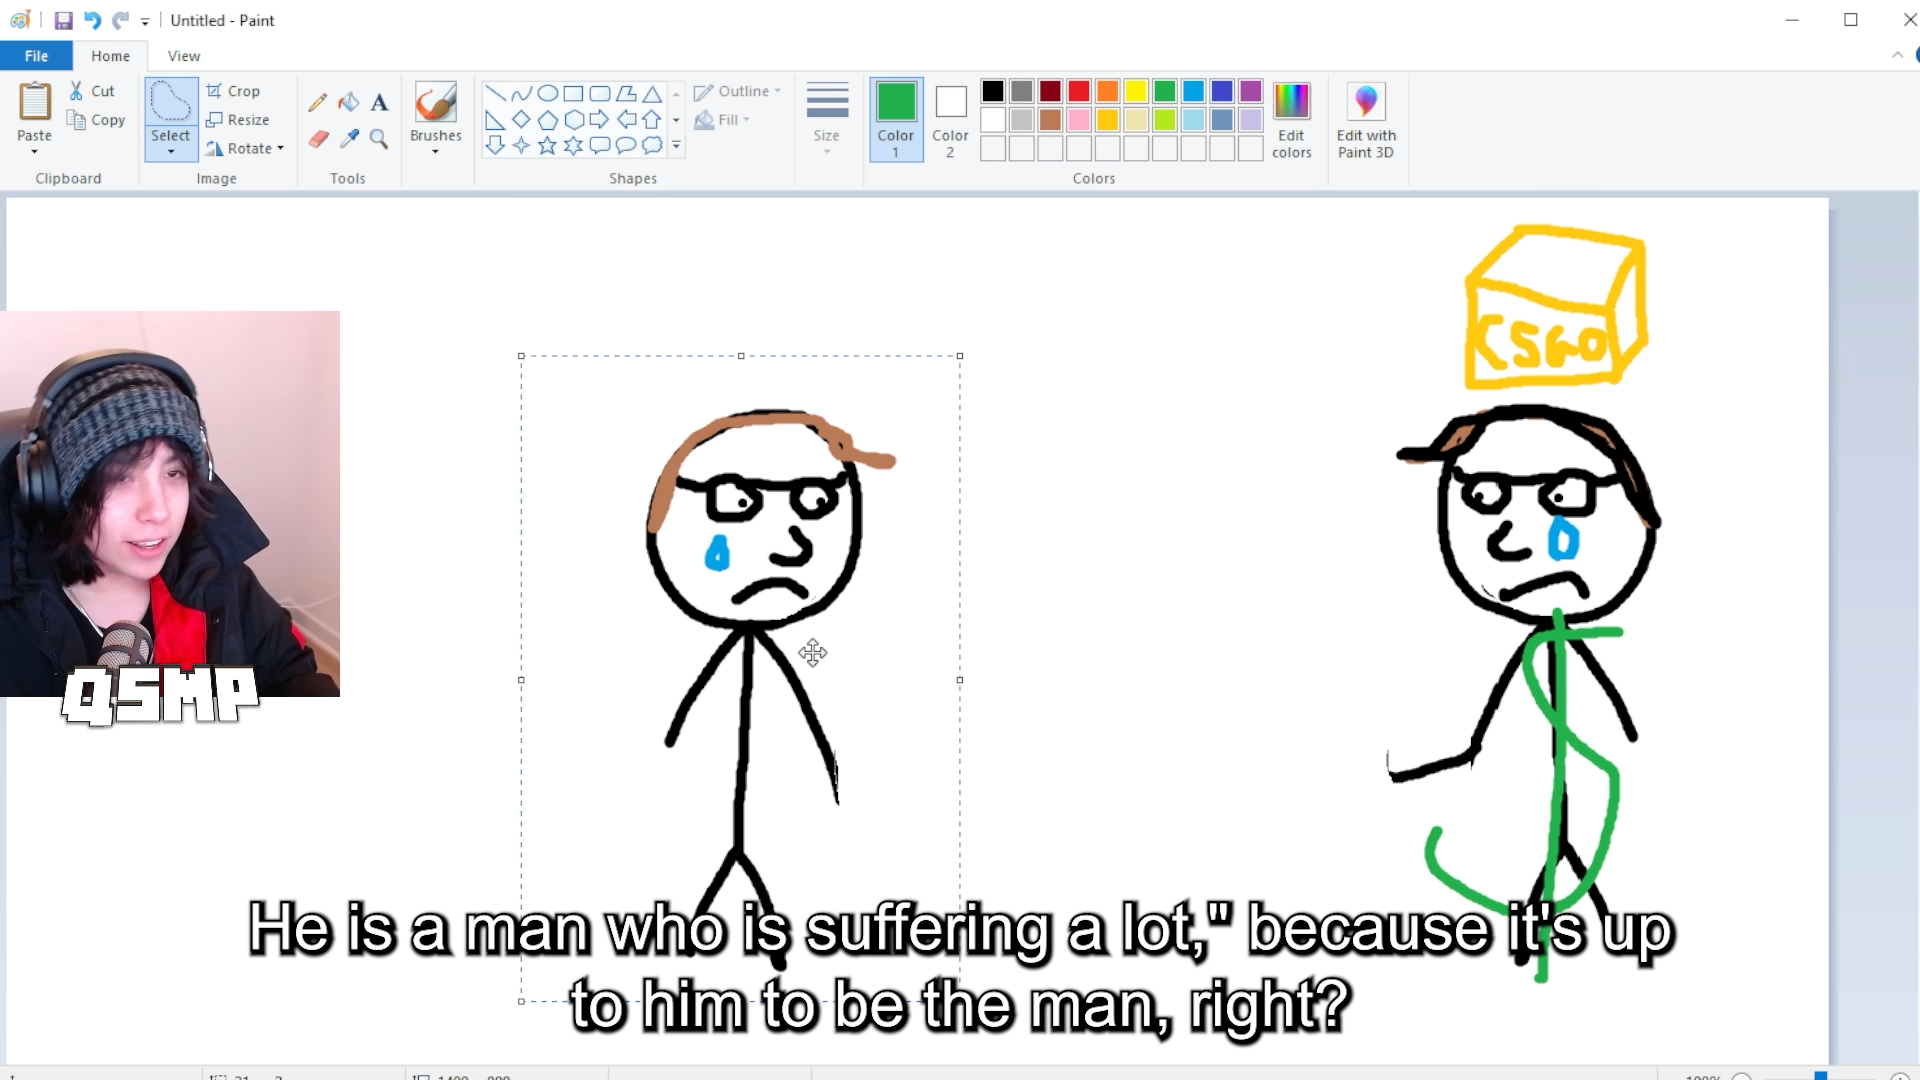 Untitled - Paint
File Home View
Paste
Cut
Copy
Clipboard
Select
Crop
Resize
Rotate
Image
A
Tools
Brushes
Shapes
Outline
Fill
Size
Color 1
Color 2
Edit colors
Colors
Edit with Paint 3D
CSGO
QSMP
He is a man who is suffering a lot," because it's up
to him to be the man, right?